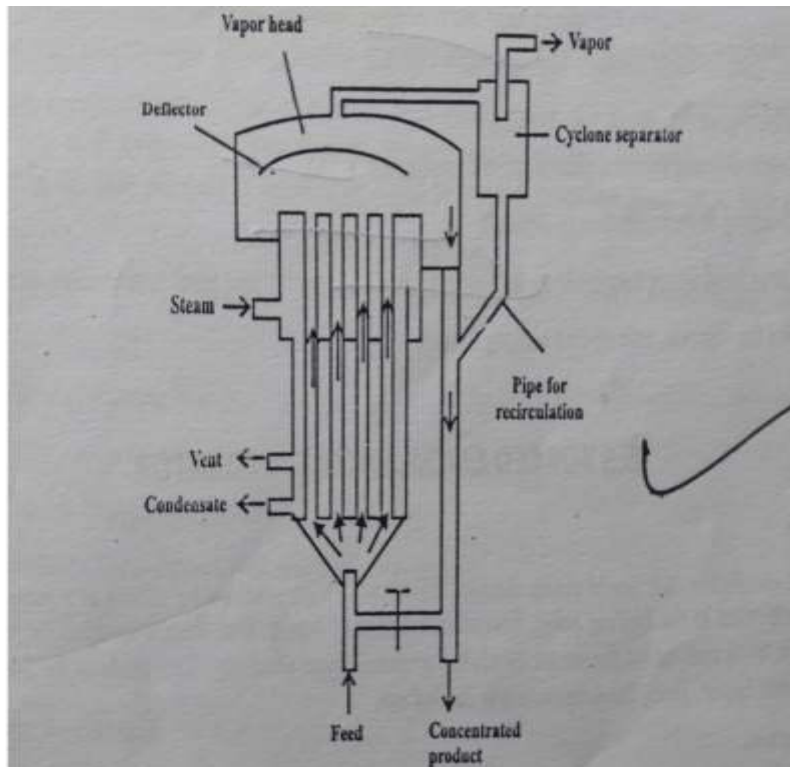 Vapor head
Vapor
Deflector
Cyclone separator
Steam
Pipe for
recirculation
Vent
Condensate
Feed
Concentrated
product